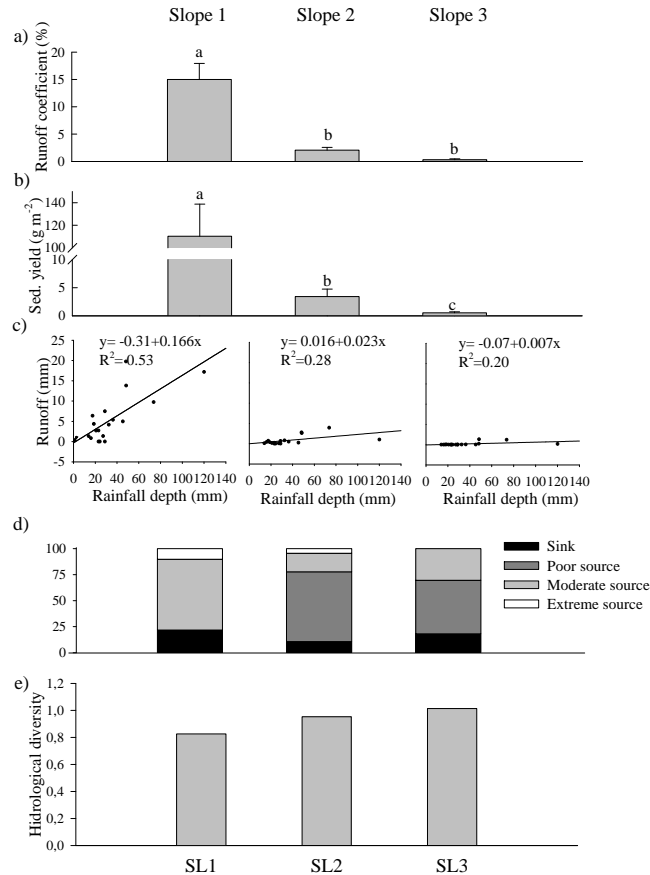 Slope 1 Slope 2 Slope 3
a)
Runoff coefficient (%)
20
15
10
5
0
a
b
b
b)
Sed. yield (g m-2)
140
120
100
10
5
0
a
b
c
c)
Runoff (mm)
25
20
15
10
5
0
-5
y= -0.31+0.166x
R2=0.53
y= 0.016+0.023x
R2=0.28
y= -0.07+0.007x
R2=0.20
0 20 40 60 80 100 120 140
0 20 40 60 80 100 120 140
0 20 40 60 80 100 120 140
Rainfall depth (mm) Rainfall depth (mm) Rainfall depth (mm)
d)
100
75
50
25
0
Sink
Poor source
Moderate source
Extreme source
e)
Hidrological diversity
1,2
1,0
0,8
0,6
0,4
0,2
0,0
SL1 SL2 SL3